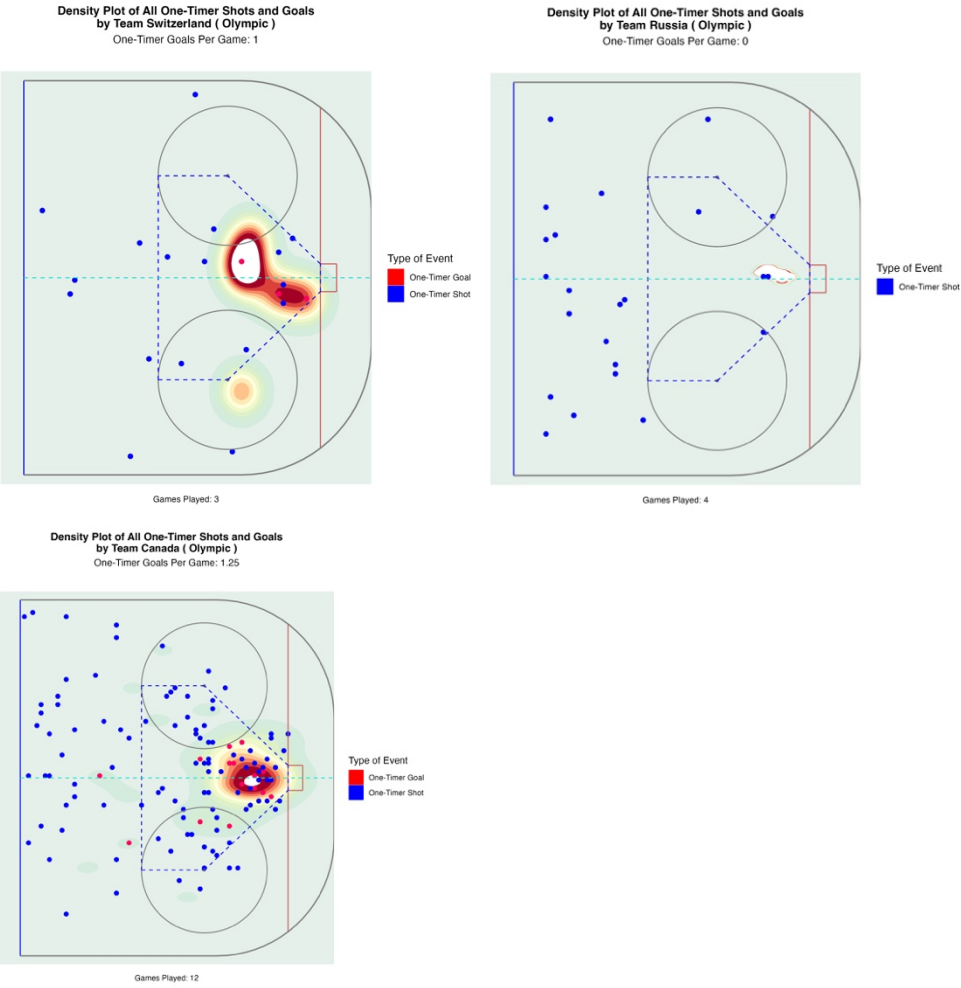 Density Plot of All One-Timer Shots and Goals
by Team Switzerland ( Olympic )
One-Timer Goals Per Game: 1
Type of Event
One-Timer Goal
One-Timer Shot
Games Played: 3
Density Plot of All One-Timer Shots and Goals
by Team Russia ( Olympic )
One-Timer Goals Per Game: 0
Type of Event
One-Timer Shot
Games Played: 4
Density Plot of All One-Timer Shots and Goals
by Team Canada ( Olympic )
One-Timer Goals Per Game: 1.25
Type of Event
One-Timer Goal
One-Timer Shot
Games Played: 12